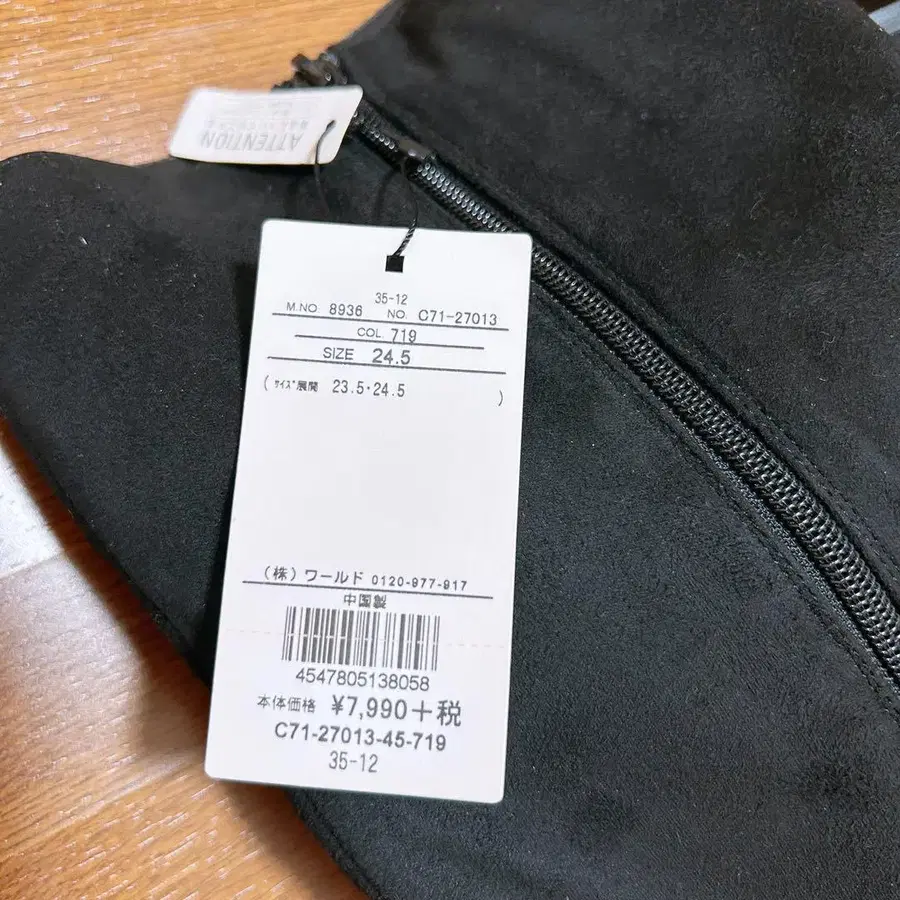 ATTENTION
35-12
M.NO. 8936 NO. C71-27013
COL. 719
SIZE 24.5
( ｻｲｽﾞ展開 23.5・24.5 )
(株) ワールド 0120-977-917
中国製
4547805138058
本体価格 ¥7,990+税
C71-27013-45-719
35-12